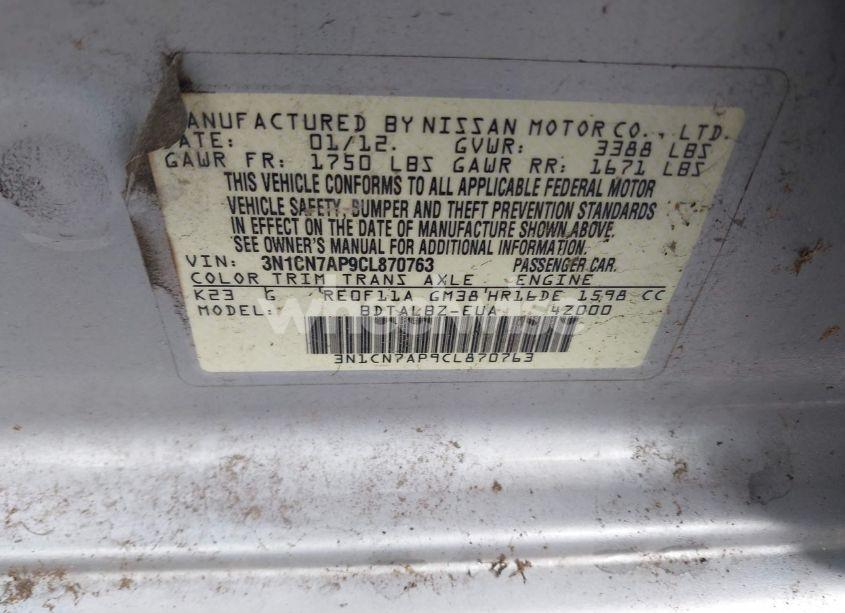 ANUFACTURED BY NISSAN MOTOR CO., LTD.
DATE: 01/12. GVWR: 3388 LBS
GAWR FR: 1750 LBS GAWR RR: 1671 LBS
THIS VEHICLE CONFORMS TO ALL APPLICABLE FEDERAL MOTOR
VEHICLE SAFETY, BUMPER AND THEFT PREVENTION STANDARDS
IN EFFECT ON THE DATE OF MANUFACTURE SHOWN ABOVE.
SEE OWNER'S MANUAL FOR ADDITIONAL INFORMATION.
VIN: 3N1CN7AP9CL870763 PASSENGER CAR.
COLOR TRIM TRANS AXLE ENGINE
K23 G RE0F11A GM38 HR16DE 1598 CC
MODEL: BDTALBZ-EUA 42000
3N1CN7AP9CL870763